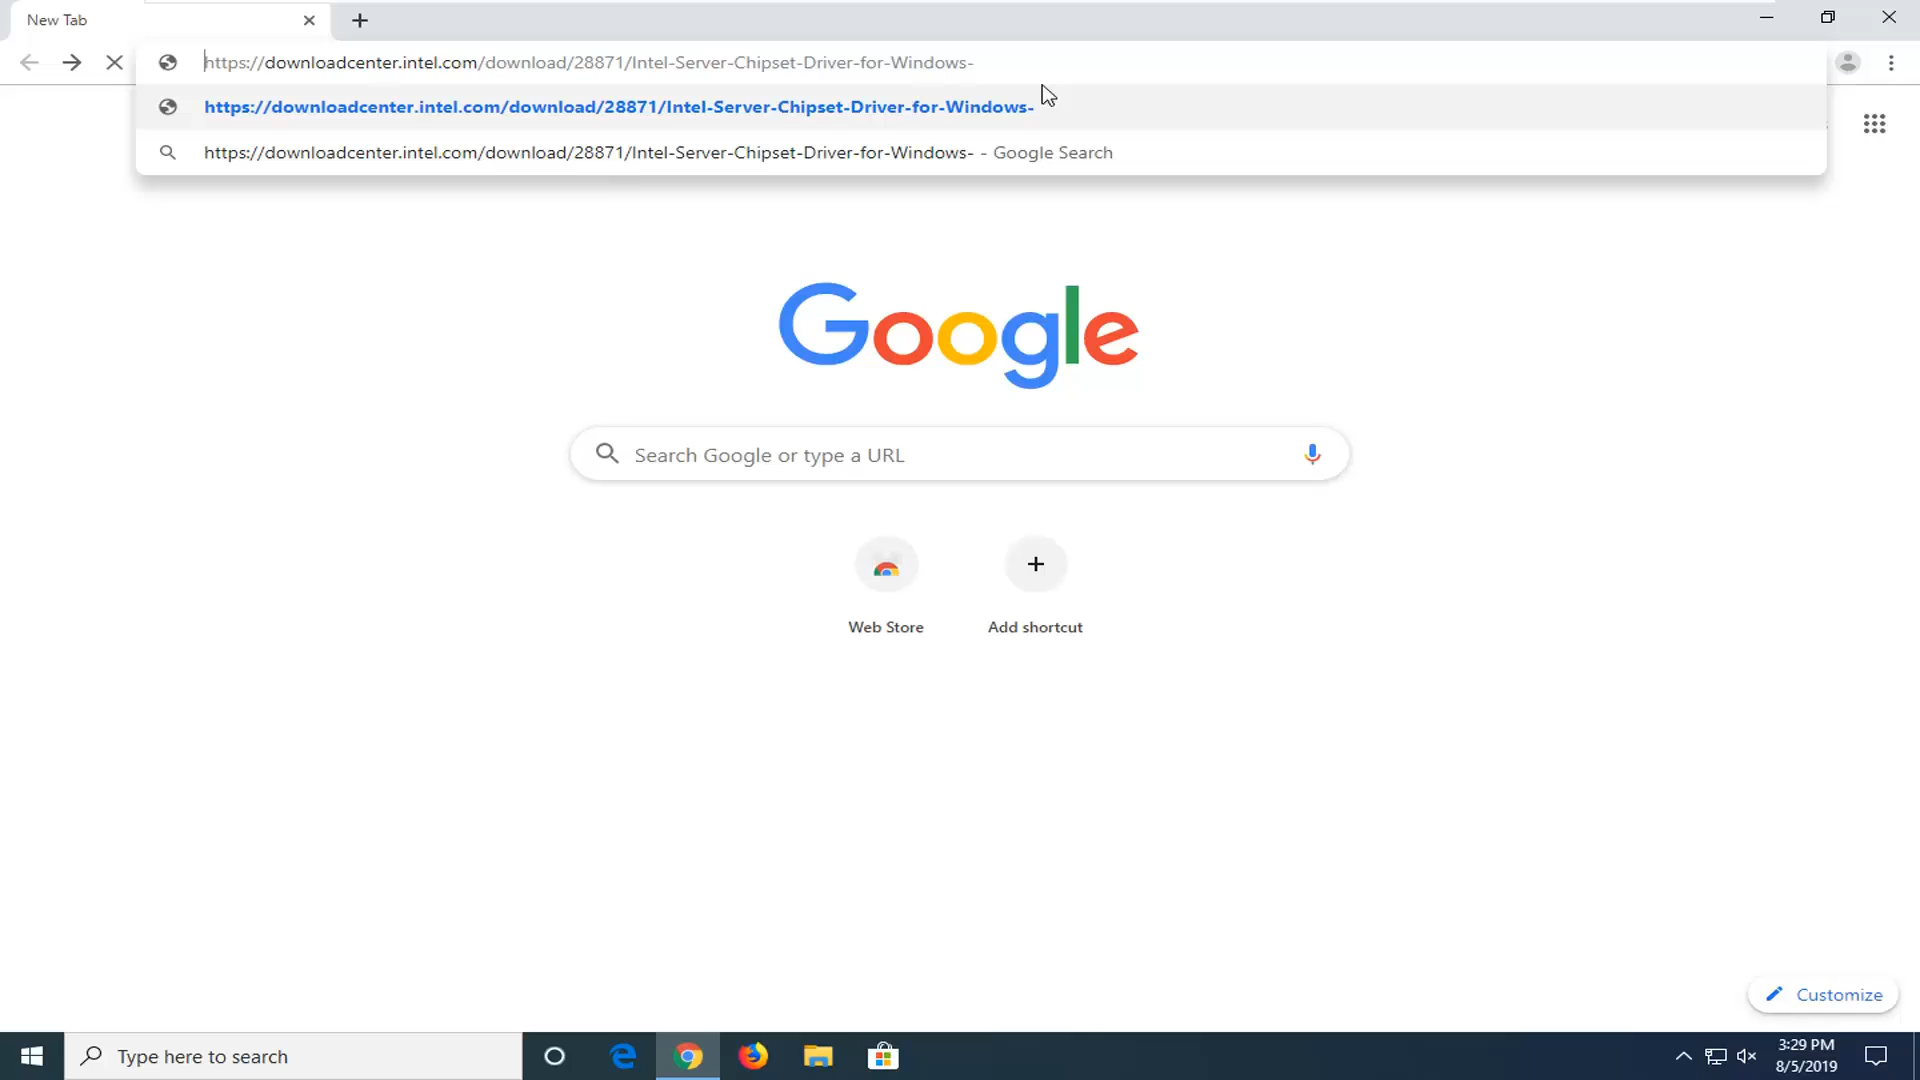 New Tab
https://downloadcenter.intel.com/download/28871/Intel-Server-Chipset-Driver-for-Windows-
https://downloadcenter.intel.com/download/28871/Intel-Server-Chipset-Driver-for-Windows-
https://downloadcenter.intel.com/download/28871/Intel-Server-Chipset-Driver-for-Windows- - Google Search
Google
Search Google or type a URL
Web Store
Add shortcut
Customize
Type here to search
3:29 PM
8/5/2019